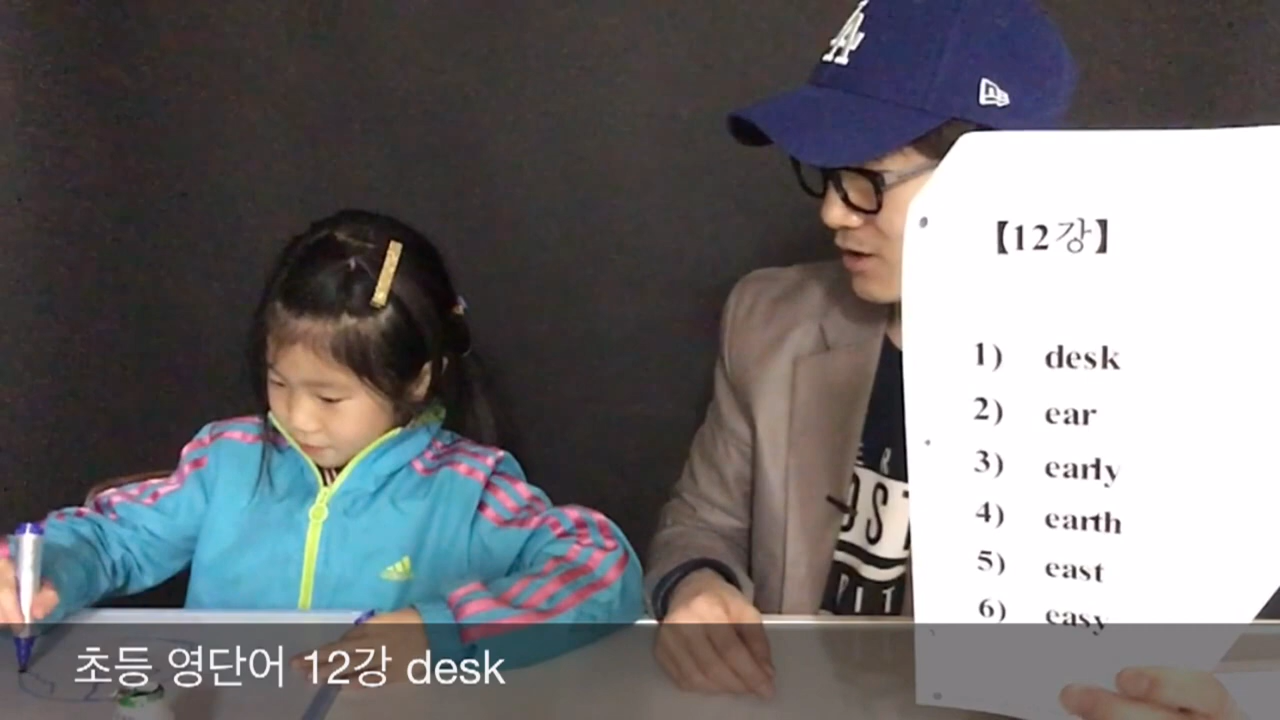 LA
【12강】
1) desk
2) ear
3) early
4) earth
5) east
6) easy
초등 영단어 12강 desk